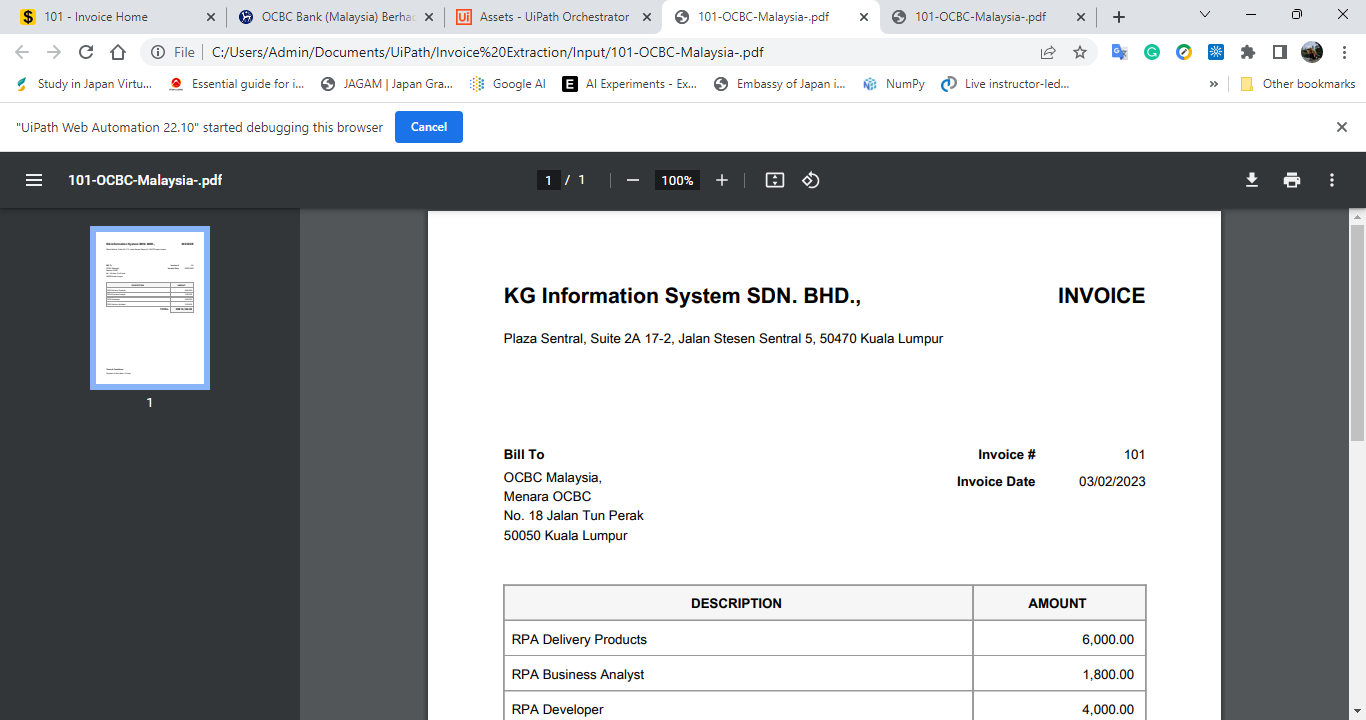 101 - Invoice Home
OCBC Bank (Malaysia) Berhac
Assets - UiPath Orchestrator
101-OCBC-Malaysia-.pdf
101-OCBC-Malaysia-.pdf
File
C:/Users/Admin/Documents/UiPath/Invoice%20Extraction/Input/101-OCBC-Malaysia-.pdf
Study in Japan Virtu...
Essential guide for i...
JAGAM | Japan Gra...
Google AI
AI Experiments - Ex...
Embassy of Japan i...
NumPy
Live instructor-led...
»
Other bookmarks
"UiPath Web Automation 22.10" started debugging this browser
Cancel
101-OCBC-Malaysia-.pdf
1 / 1
100%
1
KG Information System SDN. BHD.,
INVOICE
Plaza Sentral, Suite 2A 17-2, Jalan Stesen Sentral 5, 50470 Kuala Lumpur
Bill To
OCBC Malaysia,
Menara OCBC
No. 18 Jalan Tun Perak
50050 Kuala Lumpur
Invoice # 101
Invoice Date 03/02/2023
DESCRIPTION AMOUNT
RPA Delivery Products 6,000.00
RPA Business Analyst 1,800.00
RPA Developer 4,000.00